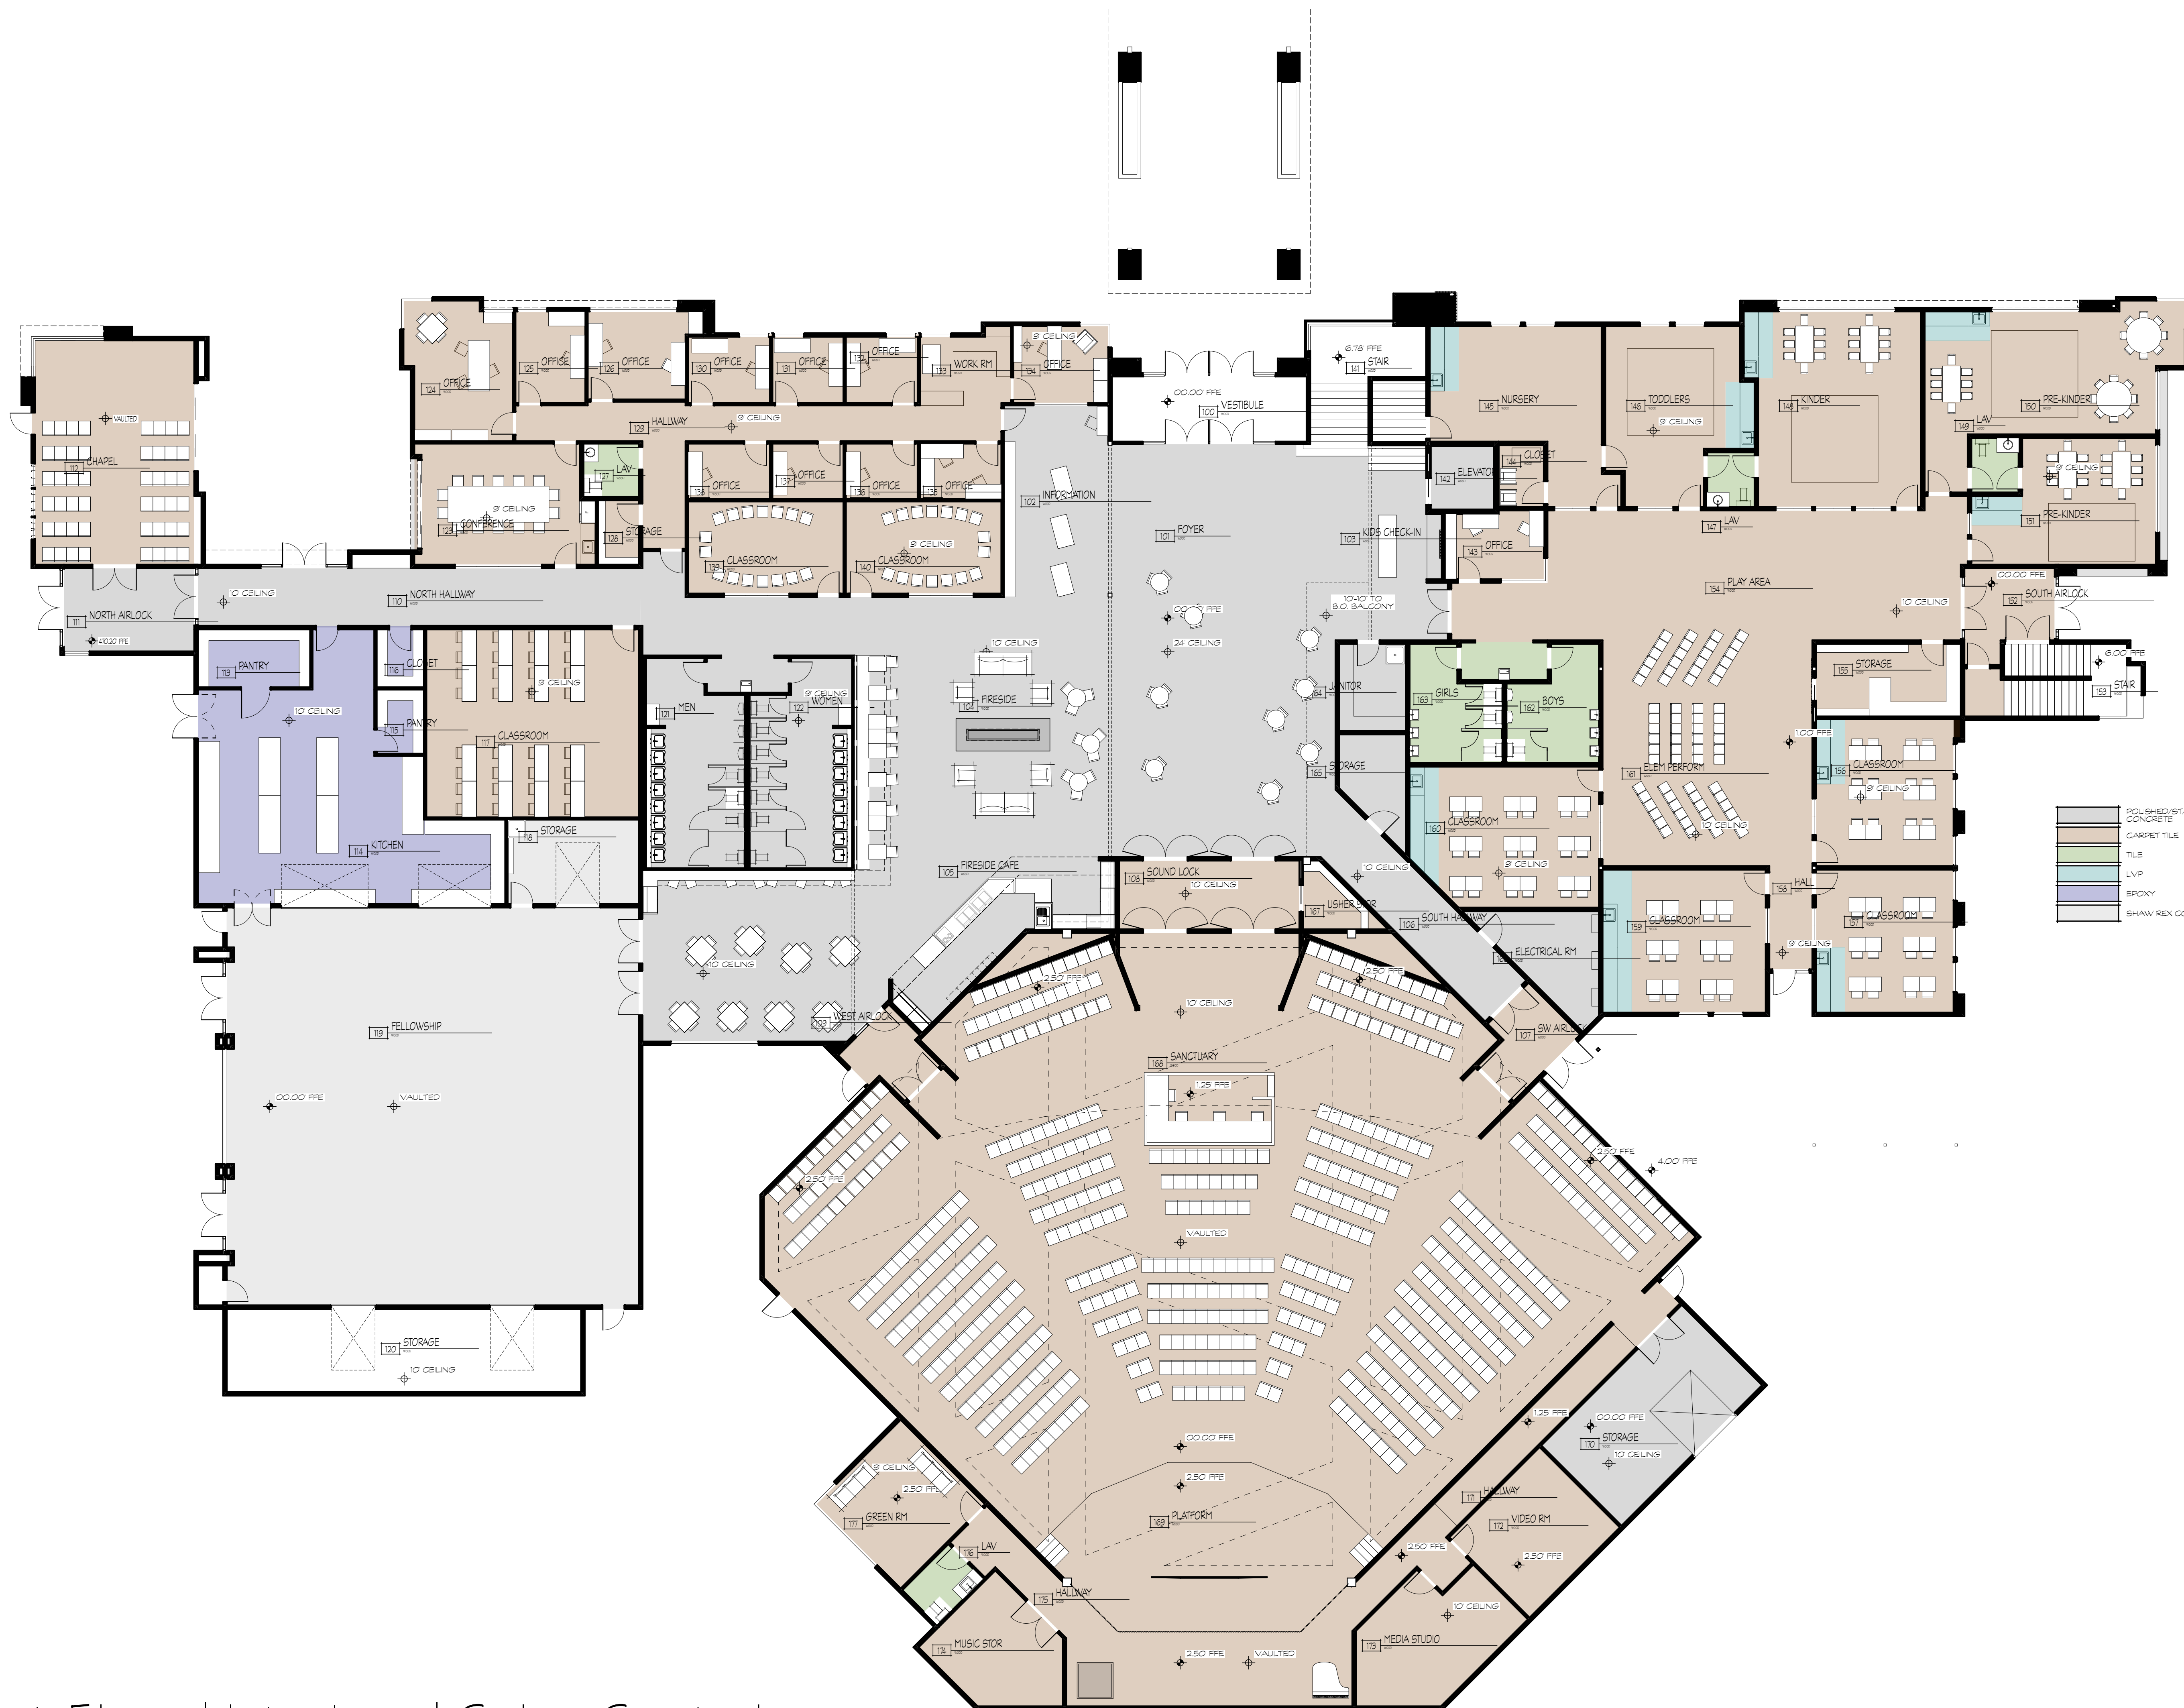 6.78 FFE
141 STAIR
00.00 FFE
100 VESTIBULE
VAULTED
112 CHAPEL
124 OFFICE
125 OFFICE
126 OFFICE
130 OFFICE
131 OFFICE
132 OFFICE
133 WORK RM
9' CEILING
134 OFFICE
129 HALLWAY
9' CEILING
145 NURSERY
146 TODDLERS
9' CEILING
148 KINDER
150 PRE-KINDER
149 LAV
127 LAV
138 OFFICE
137 OFFICE
136 OFFICE
135 OFFICE
102 INFORMATION
142 ELEVATOR
144 CLOSET
9' CEILING
9' CEILING
123 CONFERENCE
128 STORAGE
101 FOYER
103 KIDS CHECK-IN
143 OFFICE
147 LAV
151 PRE-KINDER
9' CEILING
139 CLASSROOM
140 CLASSROOM
00.00 FFE
152 SOUTH AIRLOCK
154 PLAY AREA
10' CEILING
10' CEILING
110 NORTH HALLWAY
111 NORTH AIRLOCK
470.20 FFE
00.00 FFE
10'-10" TO
B.O. BALCONY
24' CEILING
10' CEILING
113 PANTRY
116 CLOSET
9' CEILING
10' CEILING
115 PANTRY
117 CLASSROOM
121 MEN
9' CEILING
122 WOMEN
104 FIRESIDE
164 JANITOR
163 GIRLS
162 BOYS
155 STORAGE
6.00 FFE
153 STAIR
1.00 FFE
165 STORAGE
161 ELEM PERFORM
156 CLASSROOM
9' CEILING
160 CLASSROOM
10' CEILING
POLISHED/ST
CONCRETE
CARPET TILE
TILE
LVP
EPOXY
SHAW REX CO
118 STORAGE
114 KITCHEN
105 FIRESIDE CAFE
108 SOUND LOCK
10' CEILING
10' CEILING
9' CEILING
167 USHER STOR
106 SOUTH HALLWAY
158 HALL
159 CLASSROOM
157 CLASSROOM
9' CEILING
ELECTRICAL RM
10' CEILING
2.50 FFE
2.50 FFE
10' CEILING
119 FELLOWSHIP
109 WEST AIRLOCK
107 SW AIRLOCK
168 SANCTUARY
1.25 FFE
00.00 FFE
VAULTED
2.50 FFE
2.50 FFE
4.00 FFE
VAULTED
120 STORAGE
10' CEILING
1.25 FFE
00.00 FFE
170 STORAGE
10' CEILING
00.00 FFE
9' CEILING
2.50 FFE
2.50 FFE
171 HALLWAY
177 GREEN RM
169 PLATFORM
172 VIDEO RM
176 LAV
2.50 FFE
2.50 FFE
175 HALLWAY
10' CEILING
174 MUSIC STOR
173 MEDIA STUDIO
2.50 FFE
VAULTED